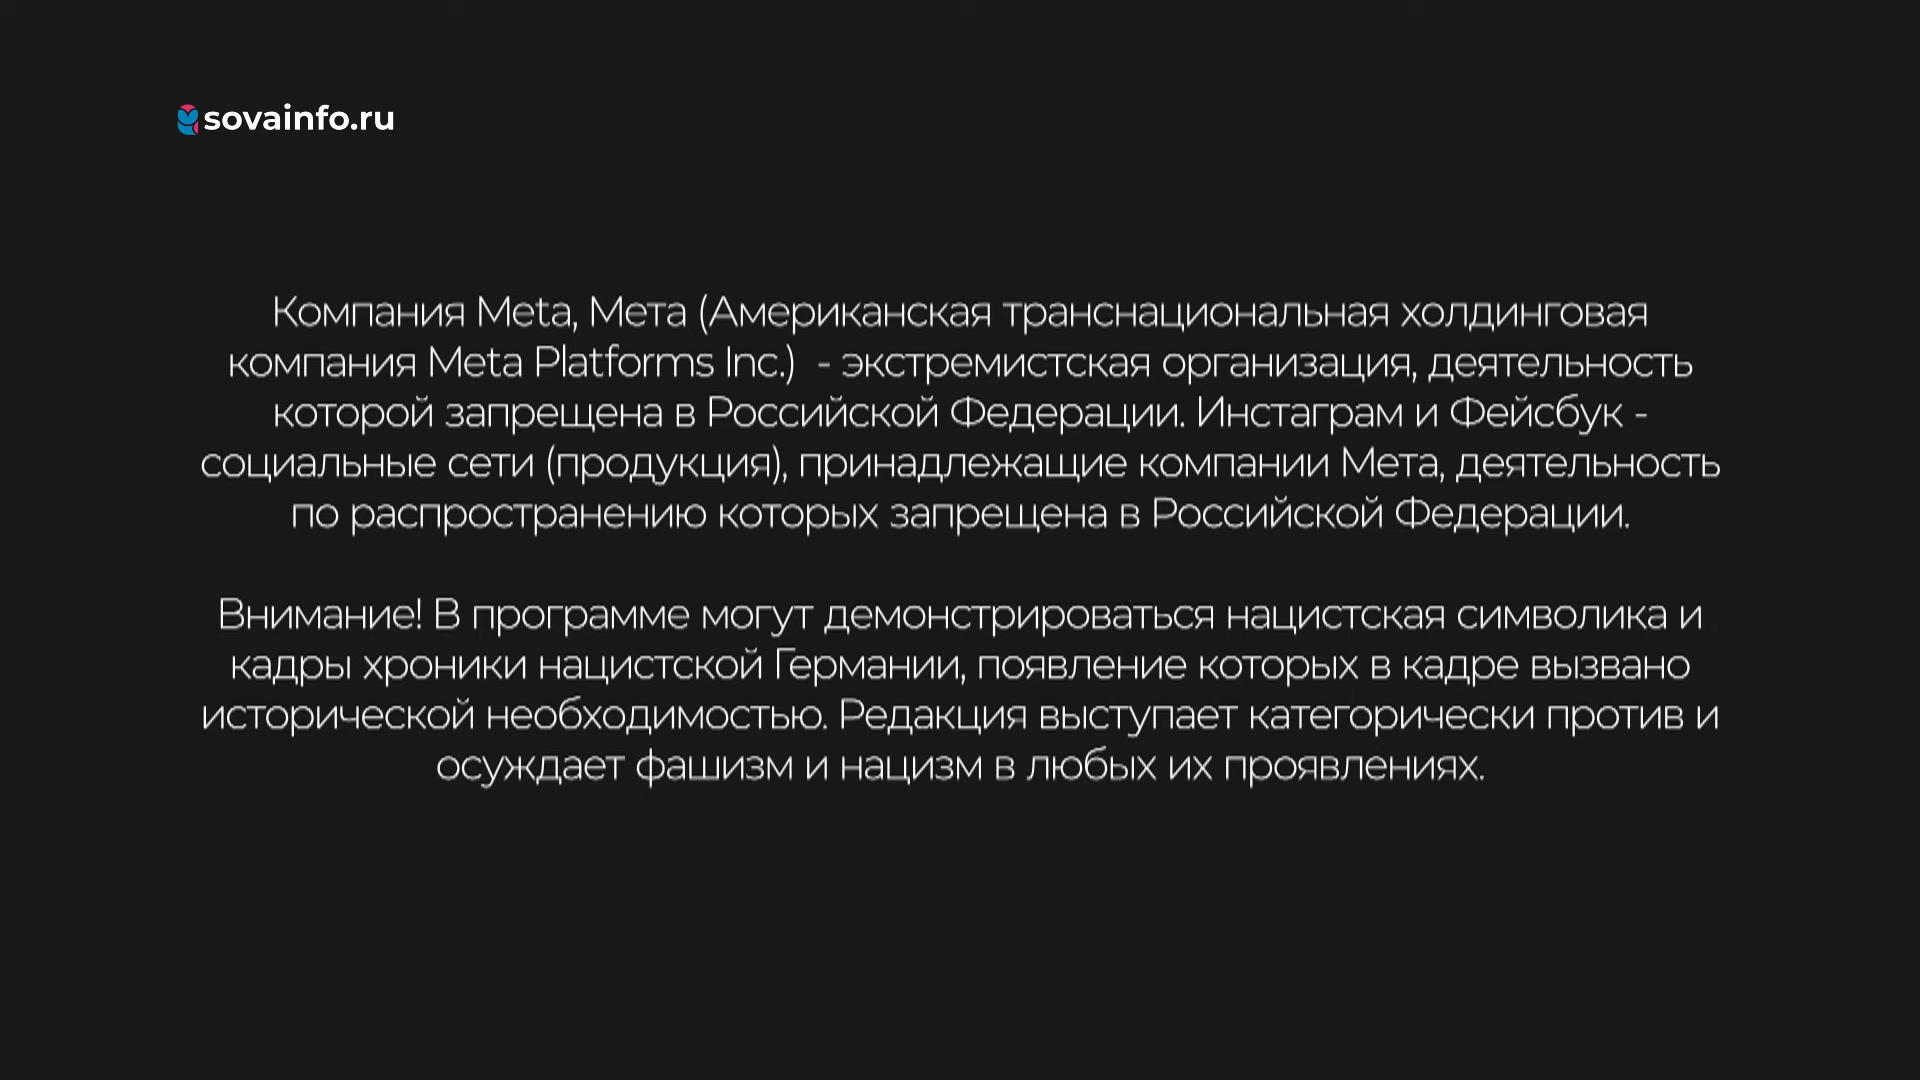 sovainfo.ru
Компания Meta, Мета (Американская транснациональная холдинговая
компания Meta Platforms Inc.)  - экстремистская организация, деятельность
которой запрещена в Российской Федерации. Инстаграм и Фейсбук -
социальные сети (продукция), принадлежащие компании Мета, деятельность
по распространению которых запрещена в Российской Федерации.
Внимание! В программе могут демонстрироваться нацистская символика и
кадры хроники нацистской Германии, появление которых в кадре вызвано
исторической необходимостью. Редакция выступает категорически против и
осуждает фашизм и нацизм в любых их проявлениях.